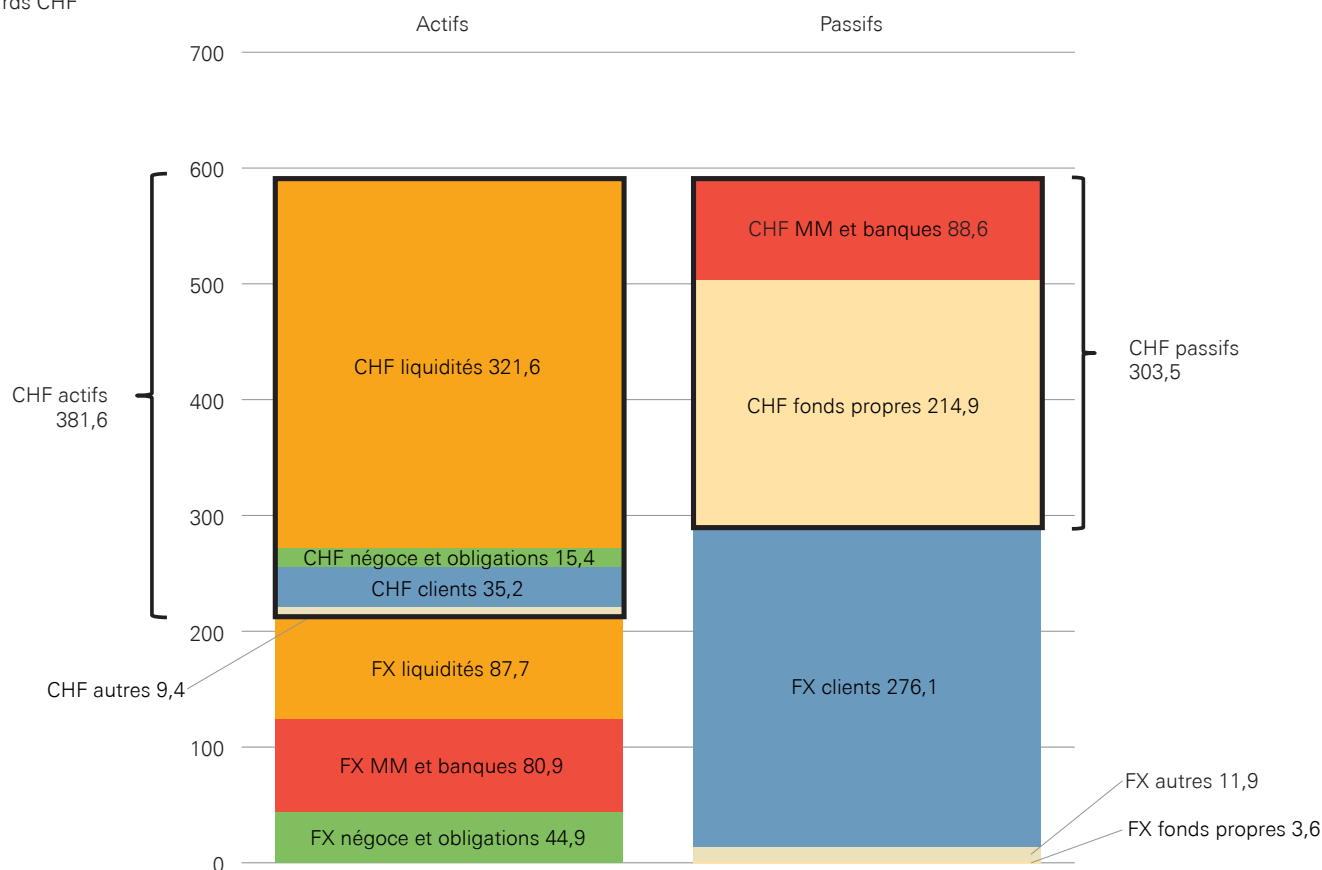 CHF
Actifs
Passifs
700
600
500
400
300
200
100
0
CHF actifs
381,6
CHF liquidités 321,6
CHF négoce et obligations 15,4
CHF clients 35,2
CHF autres 9,4
FX liquidités 87,7
FX MM et banques 80,9
FX négoce et obligations 44,9
CHF MM et banques 88,6
CHF fonds propres 214,9
CHF passifs
303,5
FX clients 276,1
FX autres 11,9
FX fonds propres 3,6